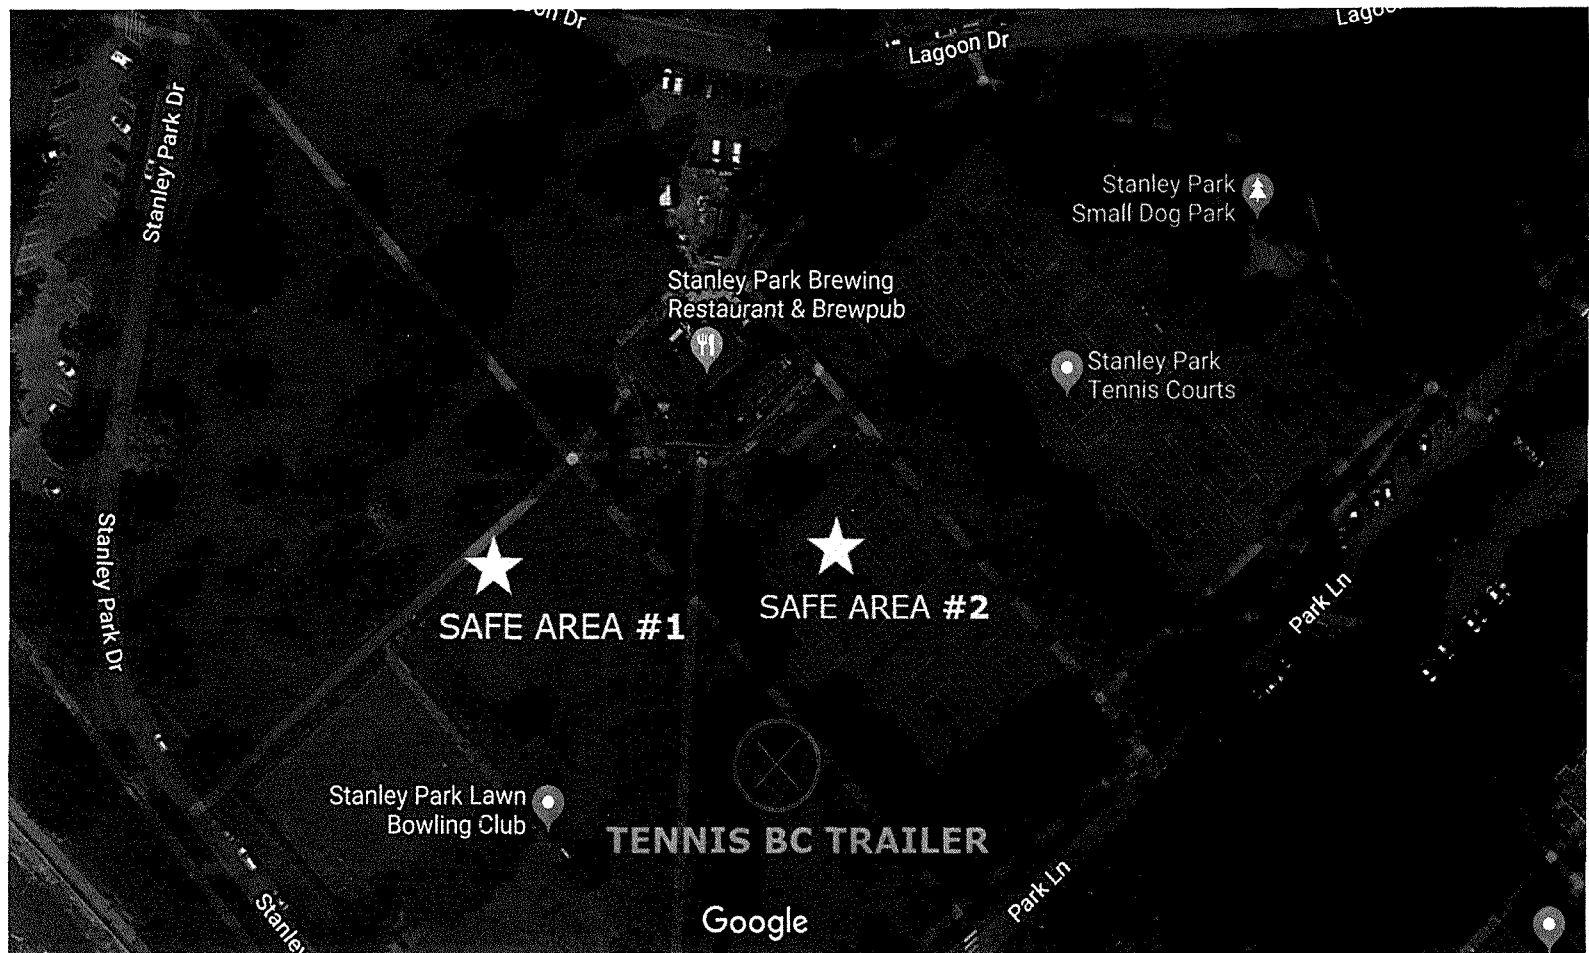 Lagoon Dr
Stanley Park Dr
Stanley Park
Small Dog Park
Stanley Park Brewing
Restaurant & Brewpub
Stanley Park
Tennis Courts
Stanley Park Dr
SAFE AREA #1
SAFE AREA #2
Park Ln
Stanley Park Lawn
Bowling Club
TENNIS BC TRAILER
Park Ln
Stanley
Google